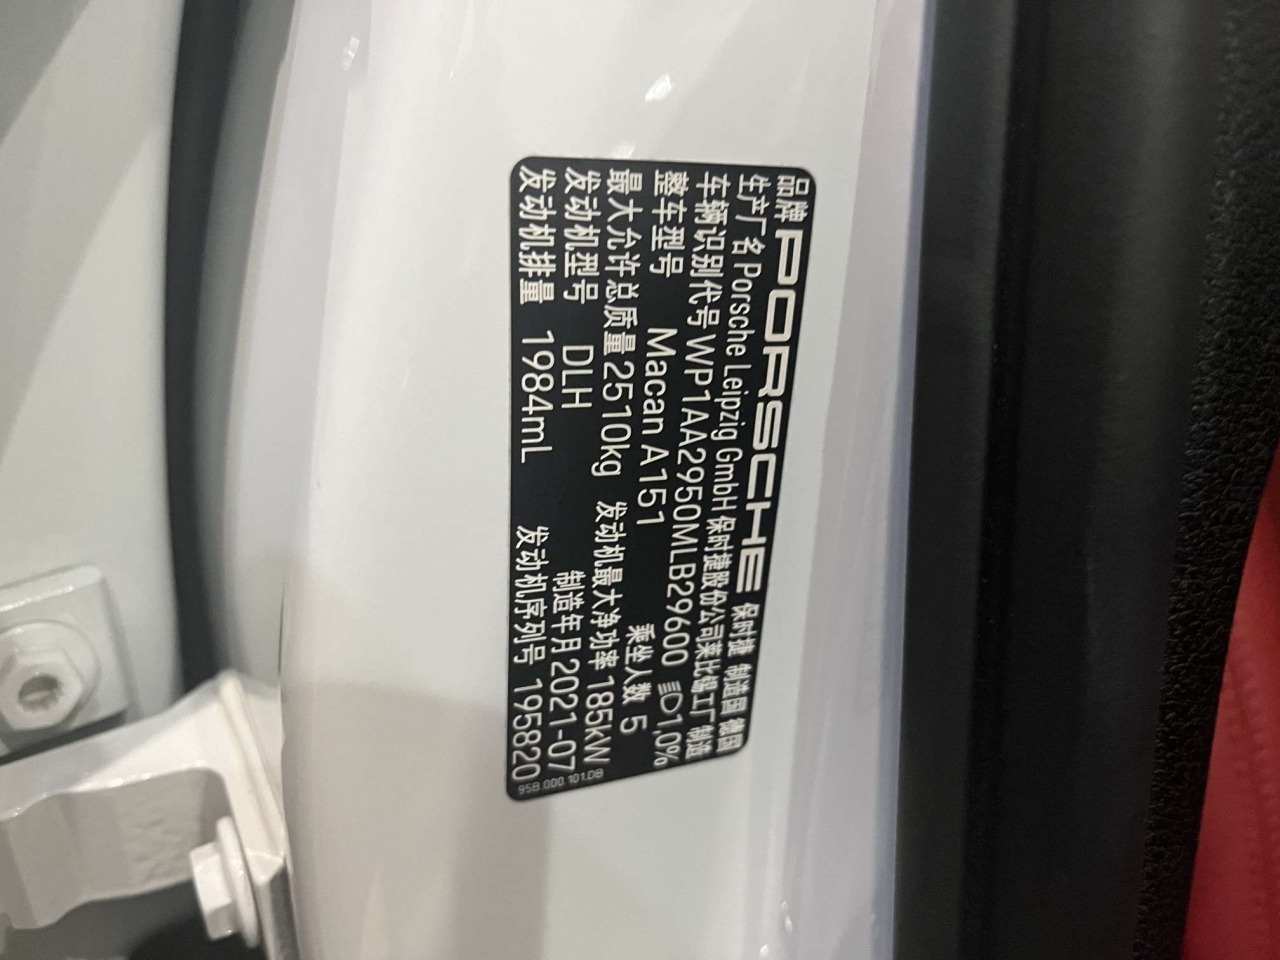 品牌 PORSCHE 保时捷 制造国 德国
生产厂名 Porsche Leipzig GmbH 保时捷股份公司莱比锡工厂 制造
车辆识别代号 WP1AA2950MLB29600 1,0%
整车型号 Macan A151 乘坐人数 5
最大允许总质量 2510kg 发动机最大净功率 185kW
发动机型号 DLH 制造年月 2021-07
发动机排量 1984mL 发动机序列号 195820
95B.000.101.DB